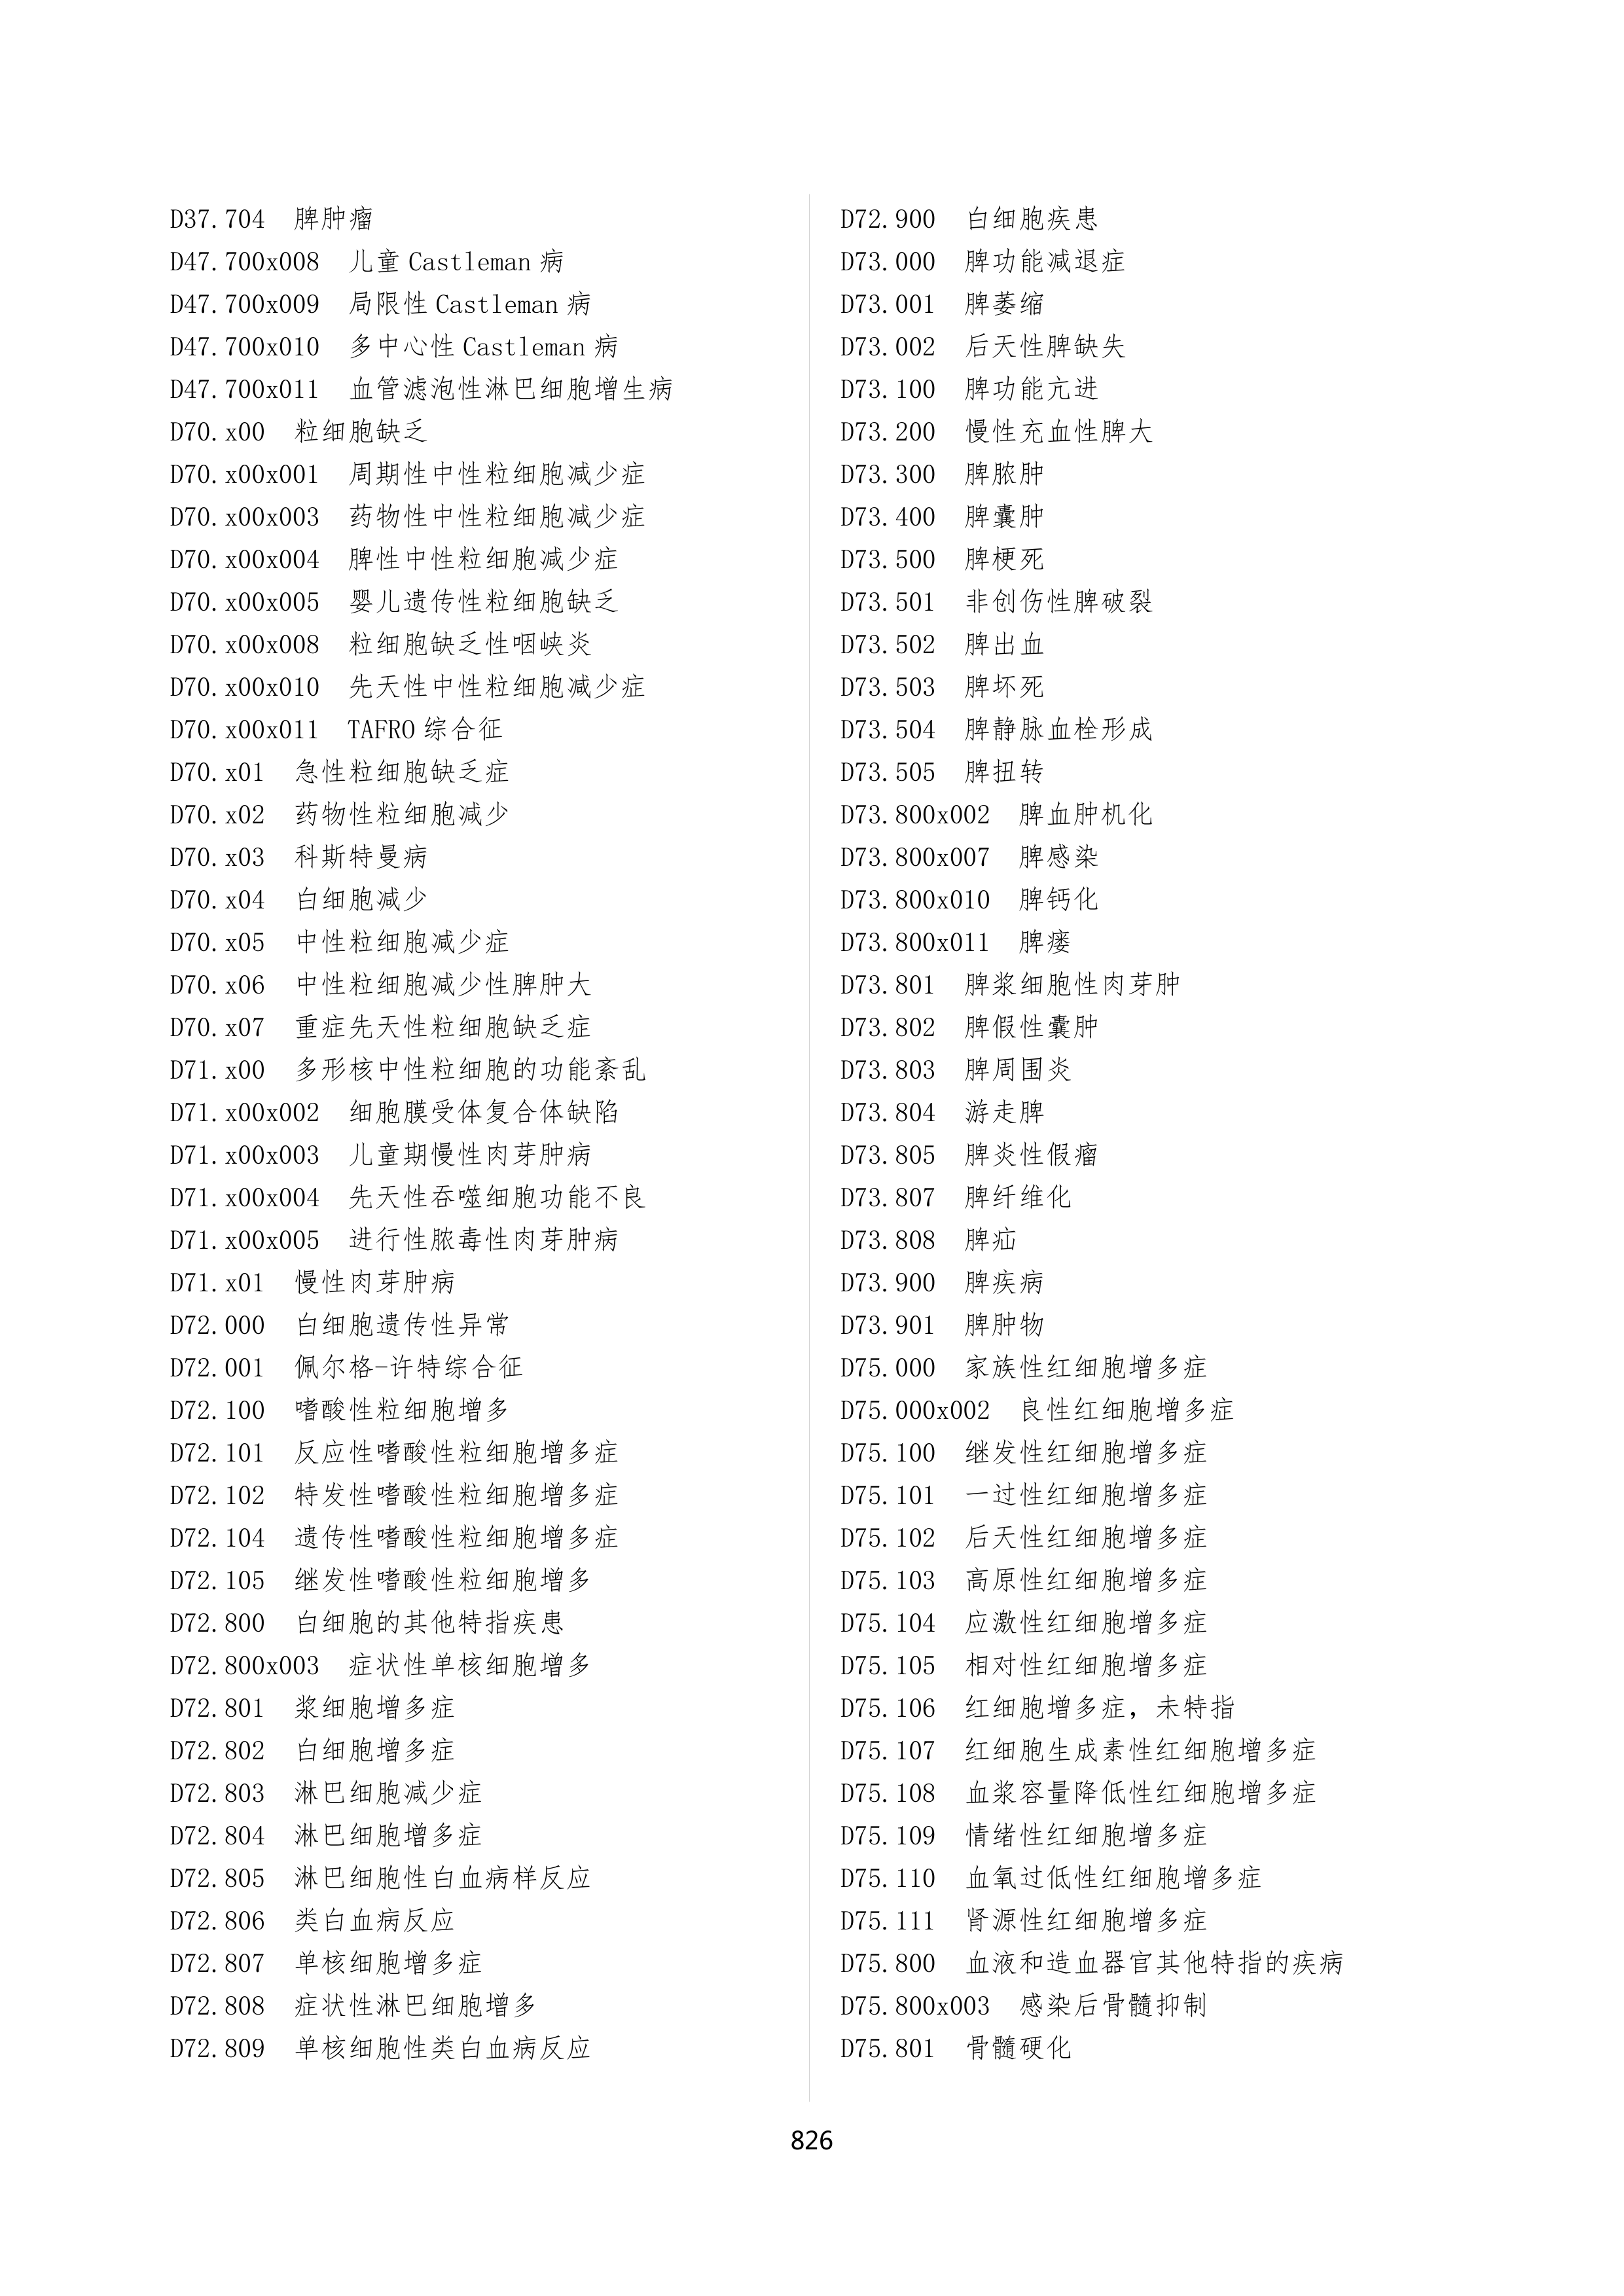 D37.704 脾肿瘤
D47.700x008 儿童 Castleman 病
D47.700x009 局限性 Castleman 病
D47.700x010 多中心性 Castleman 病
D47.700x011 血管滤泡性淋巴细胞增生病
D70.x00 粒细胞缺乏
D70.x00x001 周期性中性粒细胞减少症
D70.x00x003 药物性中性粒细胞减少症
D70.x00x004 脾性中性粒细胞减少症
D70.x00x005 婴儿遗传性粒细胞缺乏
D70.x00x008 粒细胞缺乏性咽峡炎
D70.x00x010 先天性中性粒细胞减少症
D70.x00x011 TAFRO 综合征
D70.x01 急性粒细胞缺乏症
D70.x02 药物性粒细胞减少
D70.x03 科斯特曼病
D70.x04 白细胞减少
D70.x05 中性粒细胞减少症
D70.x06 中性粒细胞减少性脾肿大
D70.x07 重症先天性粒细胞缺乏症
D71.x00 多形核中性粒细胞的功能紊乱
D71.x00x002 细胞膜受体复合体缺陷
D71.x00x003 儿童期慢性肉芽肿病
D71.x00x004 先天性吞噬细胞功能不良
D71.x00x005 进行性脓毒性肉芽肿病
D71.x01 慢性肉芽肿病
D72.000 白细胞遗传性异常
D72.001 佩尔格-许特综合征
D72.100 嗜酸性粒细胞增多
D72.101 反应性嗜酸性粒细胞增多症
D72.102 特发性嗜酸性粒细胞增多症
D72.104 遗传性嗜酸性粒细胞增多症
D72.105 继发性嗜酸性粒细胞增多
D72.800 白细胞的其他特指疾患
D72.800x003 症状性单核细胞增多
D72.801 浆细胞增多症
D72.802 白细胞增多症
D72.803 淋巴细胞减少症
D72.804 淋巴细胞增多症
D72.805 淋巴细胞性白血病样反应
D72.806 类白血病反应
D72.807 单核细胞增多症
D72.808 症状性淋巴细胞增多
D72.809 单核细胞性类白血病反应
D72.900 白细胞疾患
D73.000 脾功能减退症
D73.001 脾萎缩
D73.002 后天性脾缺失
D73.100 脾功能亢进
D73.200 慢性充血性脾大
D73.300 脾脓肿
D73.400 脾囊肿
D73.500 脾梗死
D73.501 非创伤性脾破裂
D73.502 脾出血
D73.503 脾坏死
D73.504 脾静脉血栓形成
D73.505 脾扭转
D73.800x002 脾血肿机化
D73.800x007 脾感染
D73.800x010 脾钙化
D73.800x011 脾瘘
D73.801 脾浆细胞性肉芽肿
D73.802 脾假性囊肿
D73.803 脾周围炎
D73.804 游走脾
D73.805 脾炎性假瘤
D73.807 脾纤维化
D73.808 脾疝
D73.900 脾疾病
D73.901 脾肿物
D75.000 家族性红细胞增多症
D75.000x002 良性红细胞增多症
D75.100 继发性红细胞增多症
D75.101 一过性红细胞增多症
D75.102 后天性红细胞增多症
D75.103 高原性红细胞增多症
D75.104 应激性红细胞增多症
D75.105 相对性红细胞增多症
D75.106 红细胞增多症，未特指
D75.107 红细胞生成素性红细胞增多症
D75.108 血浆容量降低性红细胞增多症
D75.109 情绪性红细胞增多症
D75.110 血氧过低性红细胞增多症
D75.111 肾源性红细胞增多症
D75.800 血液和造血器官其他特指的疾病
D75.800x003 感染后骨髓抑制
D75.801 骨髓硬化
826